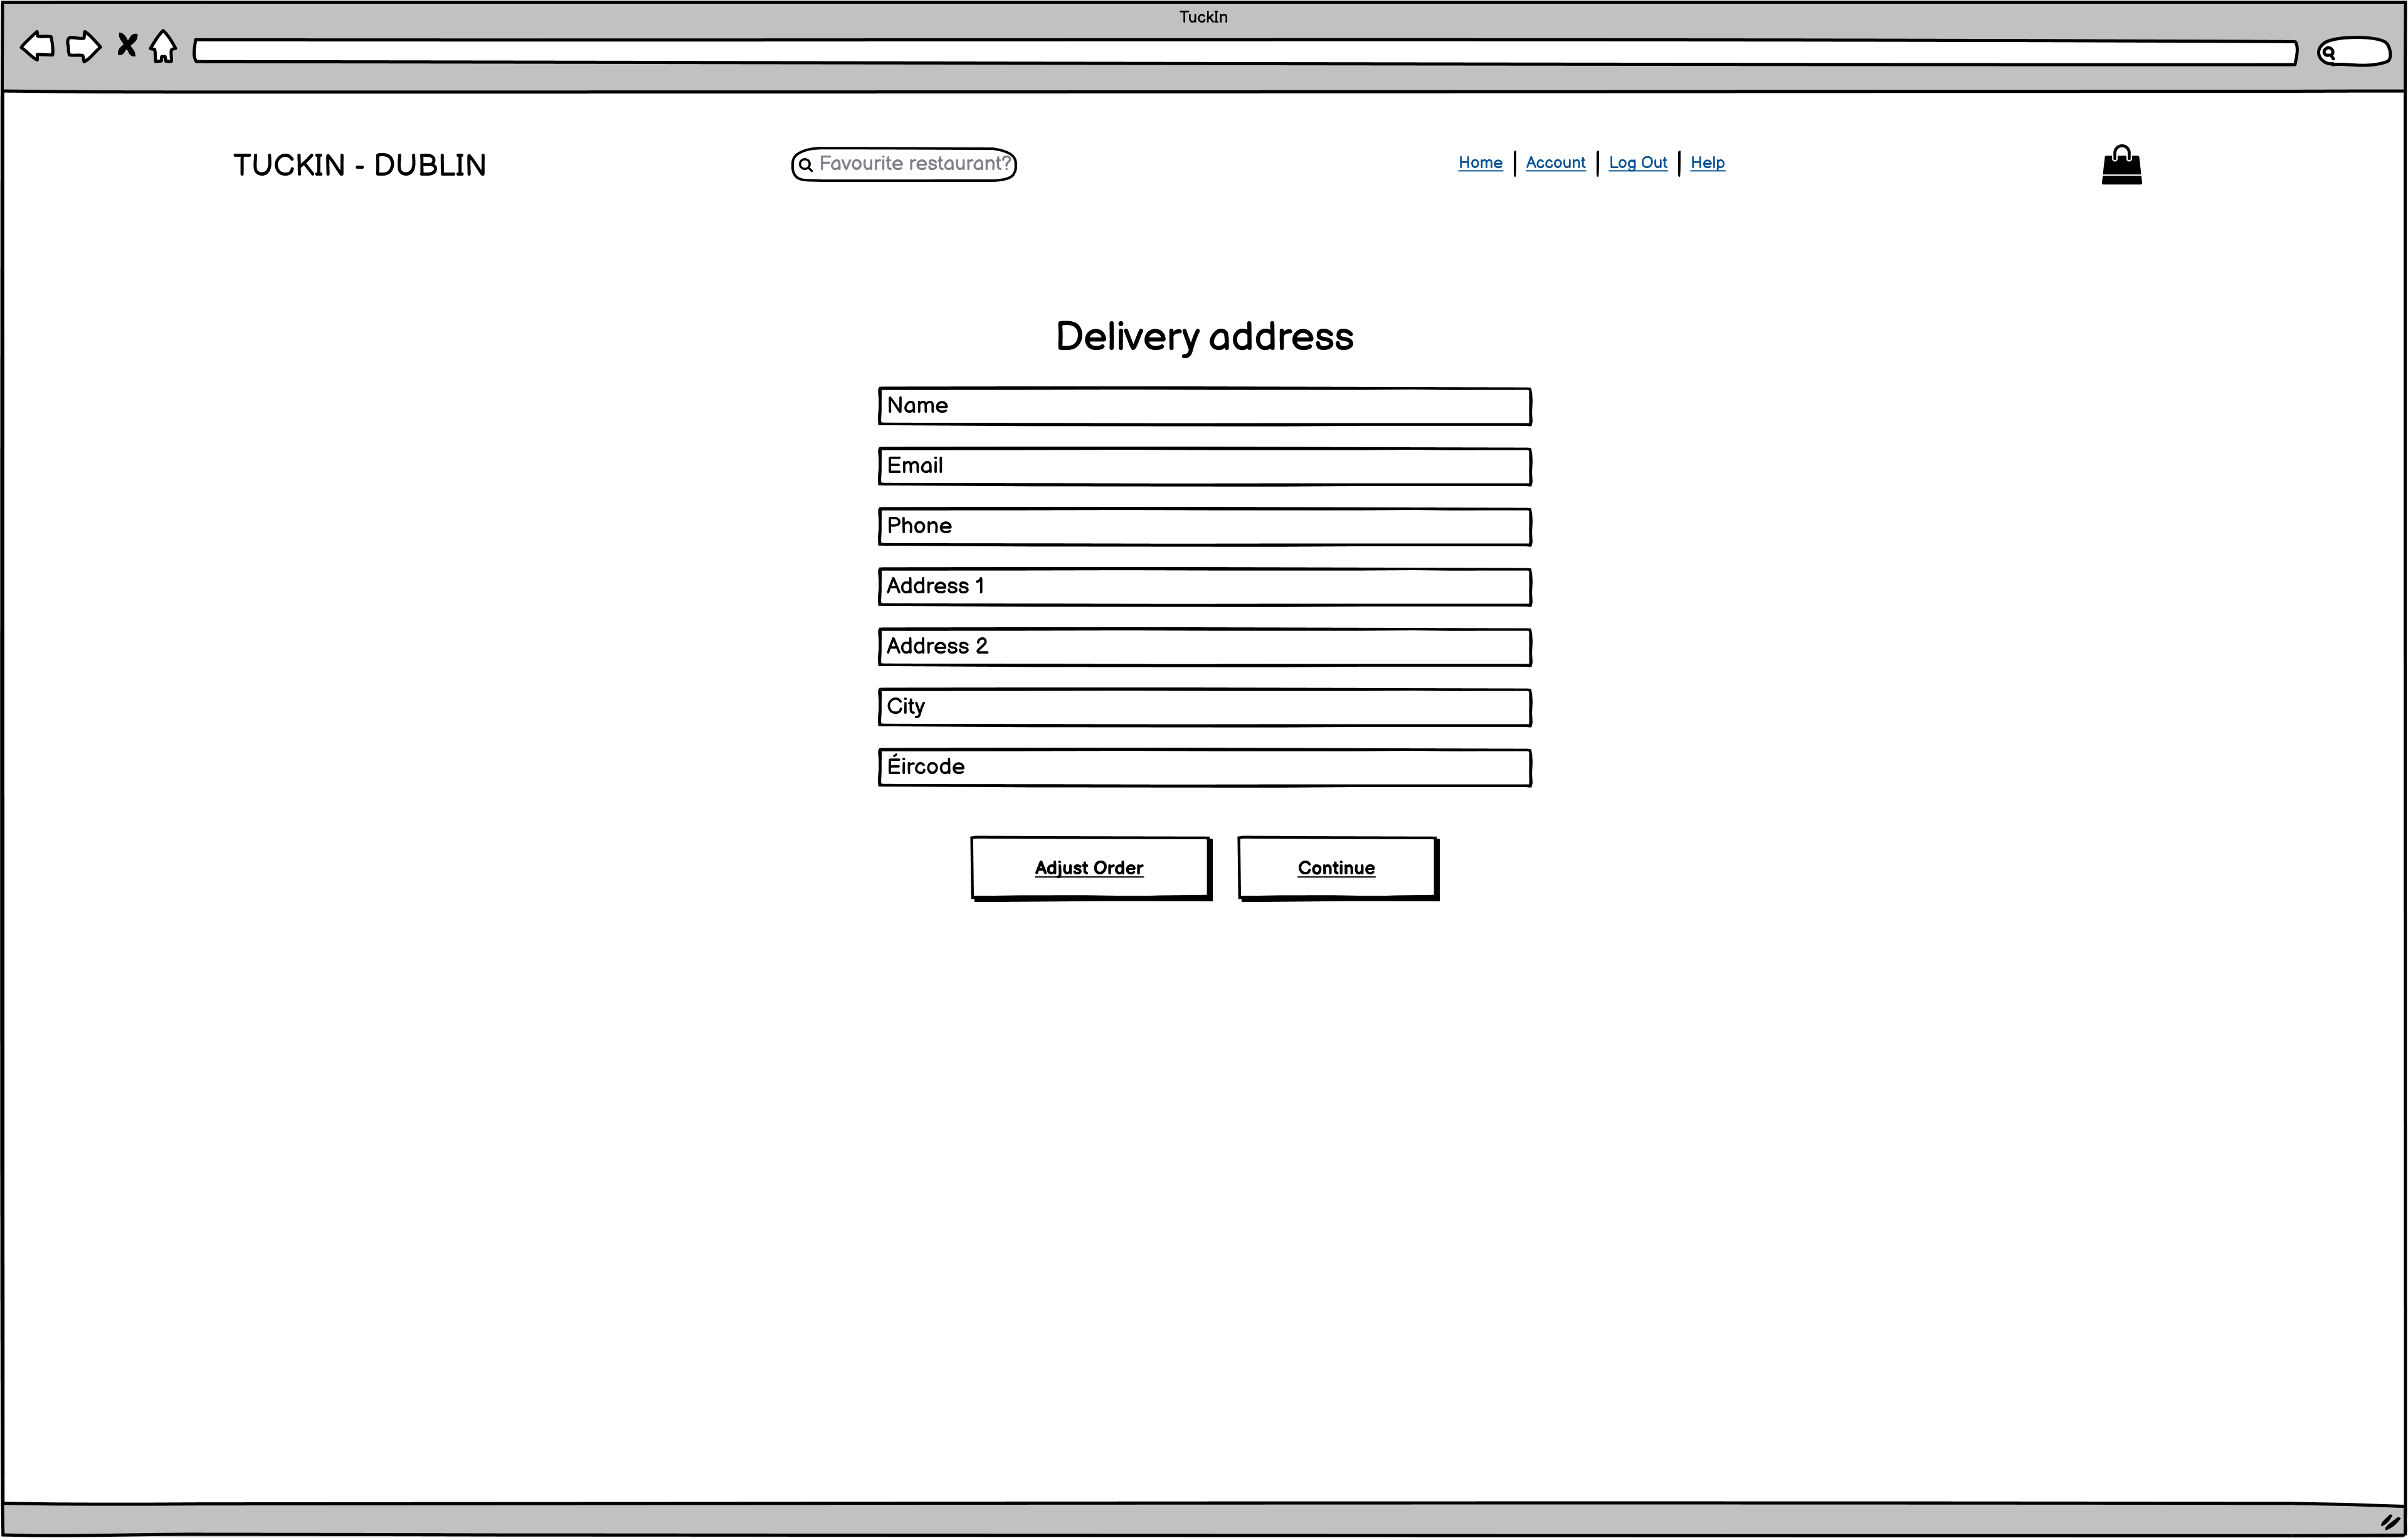 TuckIn
TUCKIN - DUBLIN
Favourite restaurant?
Home
Account
Log Out
Help
Delivery address
Name
Email
Phone
Address 1
Address 2
City
Éircode
Adjust Order
Continue